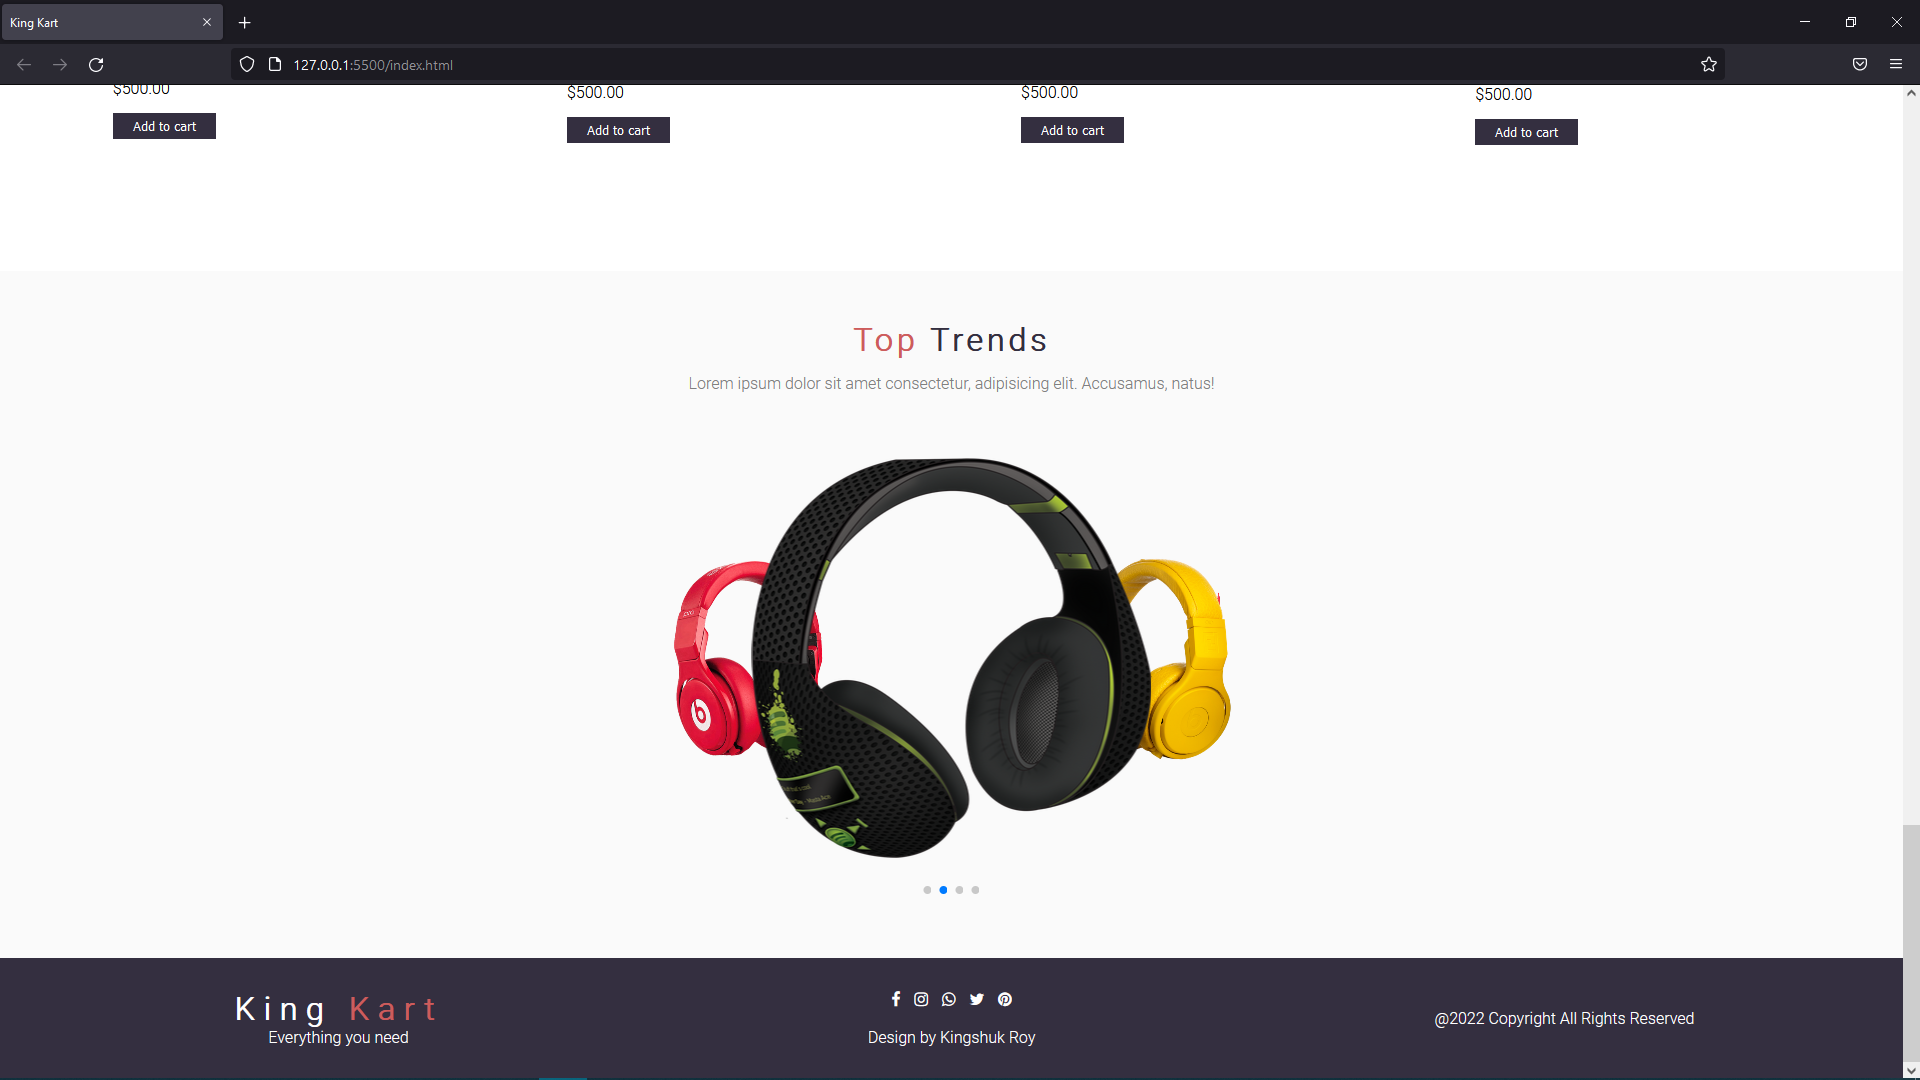 King Kart
127.0.0.1:5500/index.html
$500.00 $500.00 $500.00 $500.00
Add to cart Add to cart Add to cart Add to cart
Top Trends
Lorem ipsum dolor sit amet consectetur, adipisicing elit. Accusamus, natus!
b
King Kart
Everything you need
Design by Kingshuk Roy
@2022 Copyright All Rights Reserved